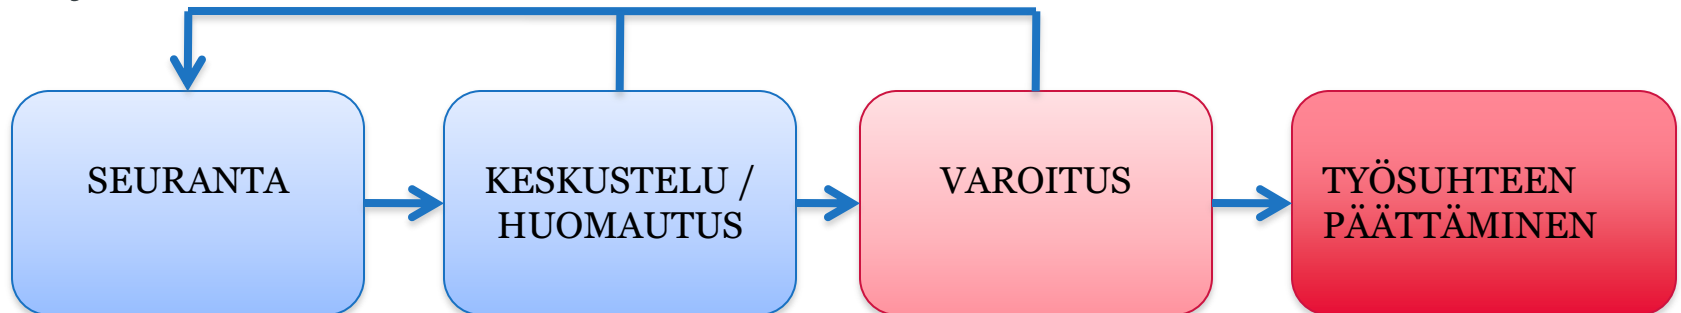 SEURANTA
KESKUSTELU /
HUOMAUTUS
VAROITUS
TYÖSUHTEEN
PÄÄTTÄMINEN